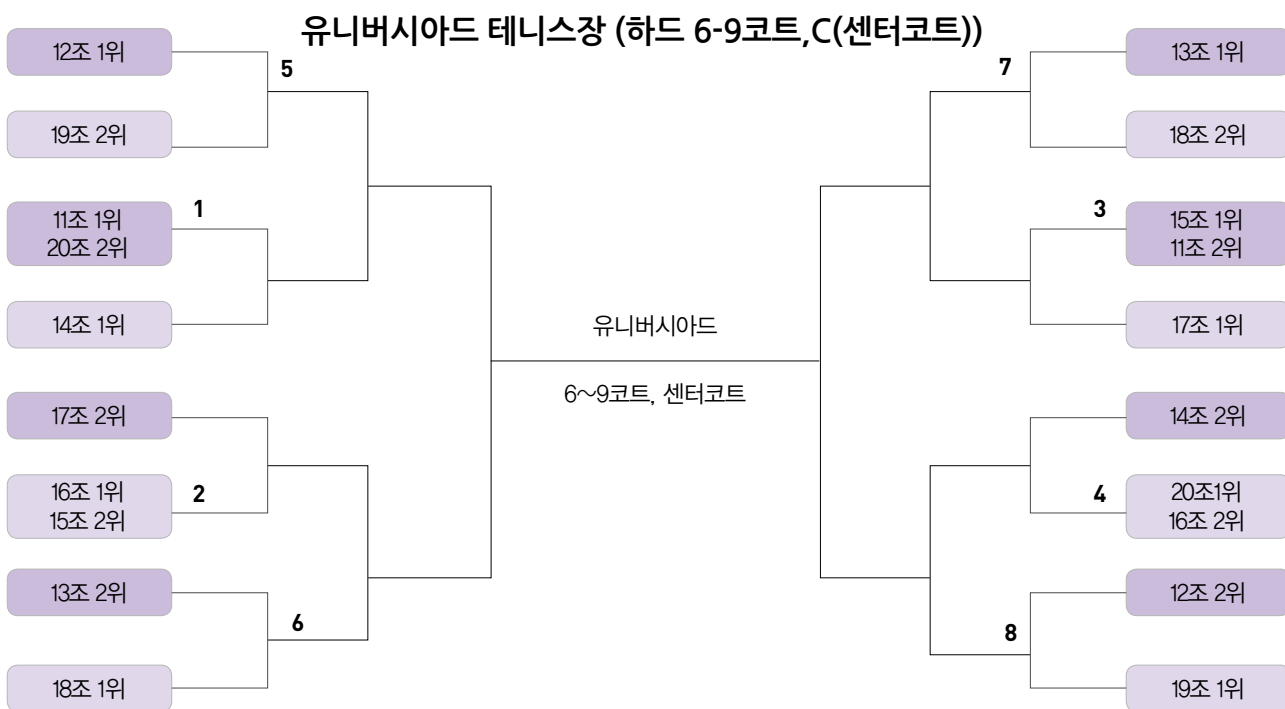 유니버시아드 테니스장 (하드 6-9코트,C(센터코트))
12조 1위
5
19조 2위
11조 1위
20조 2위
1
14조 1위
17조 2위
16조 1위
15조 2위
2
13조 2위
6
18조 1위
유니버시아드
6~9코트, 센터코트
13조 1위
7
18조 2위
3
15조 1위
11조 2위
17조 1위
14조 2위
4
20조1위
16조 2위
12조 2위
8
19조 1위